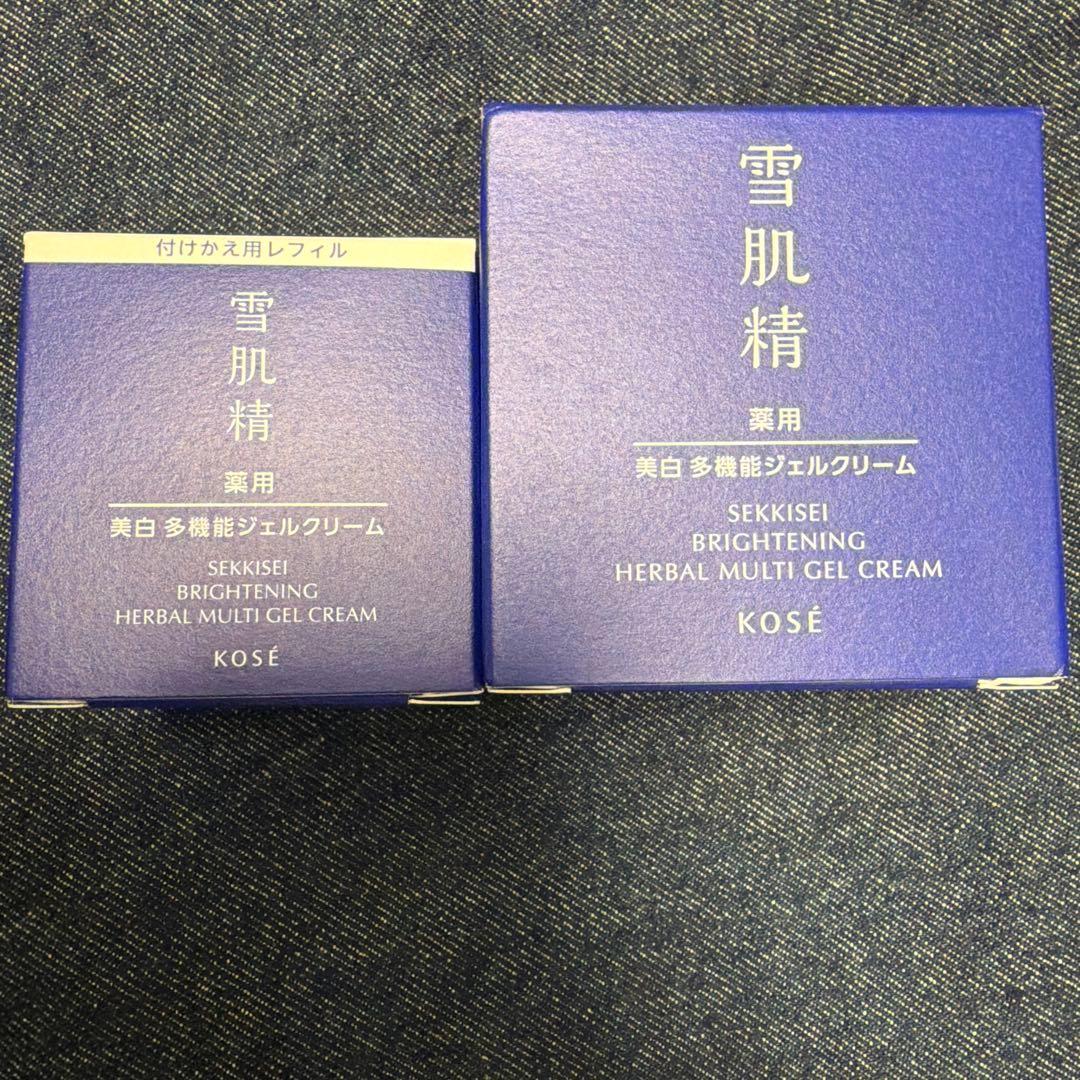 付けかえ用レフィル
雪肌精
薬用
美白 多機能ジェルクリーム
SEKKISEI
BRIGHTENING
HERBAL MULTI GEL CREAM
KOSÉ
雪肌精
薬用
美白 多機能ジェルクリーム
SEKKISEI
BRIGHTENING
HERBAL MULTI GEL CREAM
KOSÉ